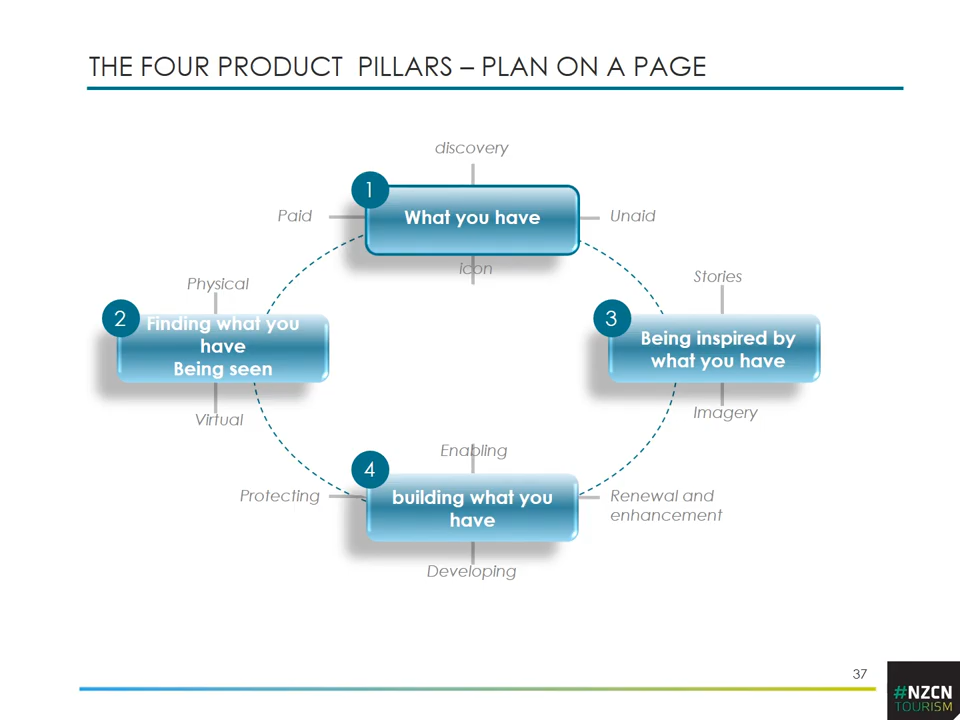 THE FOUR PRODUCT PILLARS – PLAN ON A PAGE
discovery
1
Paid
What you have
Unaid
icon
Physical
Stories
2
Finding what you
have
Being seen
3
Being inspired by
what you have
Virtual
Imagery
Enabling
4
Protecting
building what you
have
Renewal and
enhancement
Developing
37
#NZCN
TOURISM